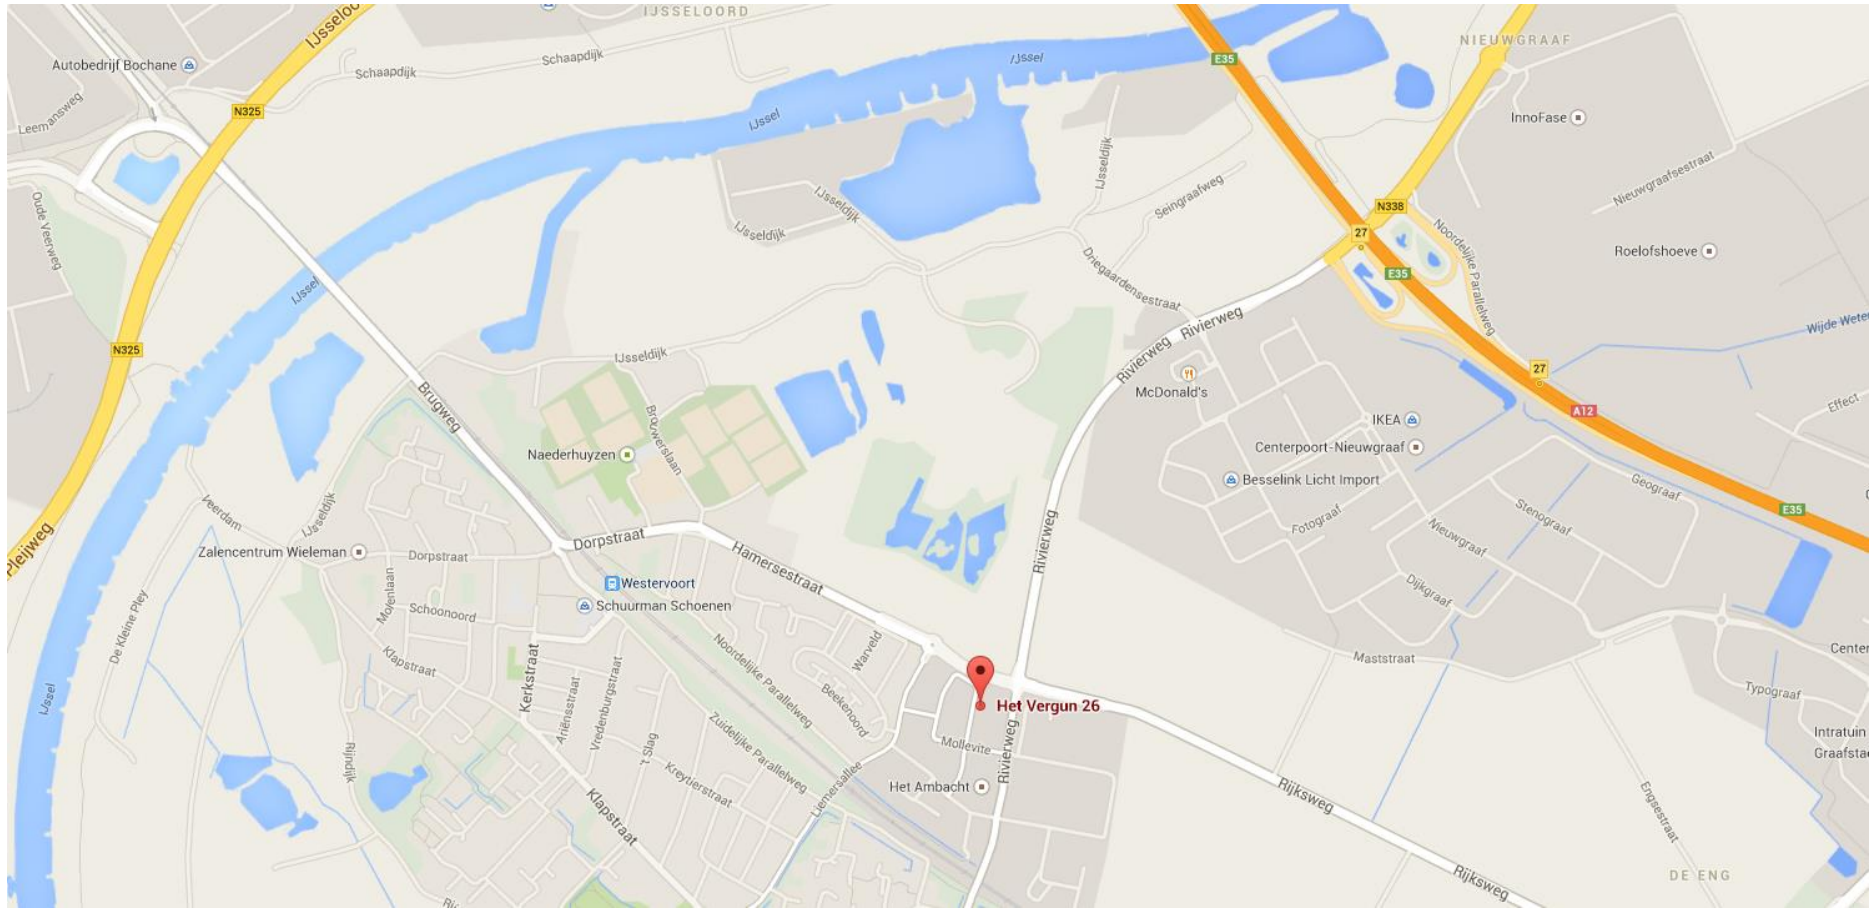 IJSSELOORD
IJsseloo
NIEUWGRAAF
Autobedrijf Bochane
Schaapdijk
Schaapdijk
IJssel
E35
Leemansweg
N325
IJssel
InnoFase
IJsseldijk
Nieuwgraafsestraat
Oude Veerweg
IJsseldijk
Seingraafweg
N338
IJsseldijk
27
Noordelijke Parallelweg
Roelofshoeve
Driegaardensestraat
E35
IJssel
Rivierweg
Wijde Weter
N325
IJsseldijk
Rivierweg
27
McDonald's
Brugweg
Effect
A12
Brouwerslaan
IKEA
Naederhuyzen
Centerpoort-Nieuwgraaf
Besselink Licht Import
Geograaf
Veerdam
IJsseldijk
Fotograaf
Stenograaf
E35
Pleijweg
Dorpstraat
Rivierweg
Nieuwgraaf
Zalencentrum Wieleman
Dorpstraat
Hamersestraat
Westervoort
Molenlaan
Schuurman Schoenen
Dijkgraaf
Schoonoord
De Kleine Pley
Noordelijke Parallelweg
Warveld
Maststraat
Center
Klapstraat
Kerkstraat
Beekenoord
IJssel
Ariënsstraat
Vredenburgstraat
Typograaf
Het Vergun 26
Zuidelijke Parallelweg
Intratuin
Graafsta
Rijndijk
't Slag
Mollevite
Rivierweg
Kreytierstraat
Liemersallee
Het Ambacht
Rijksweg
Klapstraat
Engsestraat
Rijksweg
DE ENG